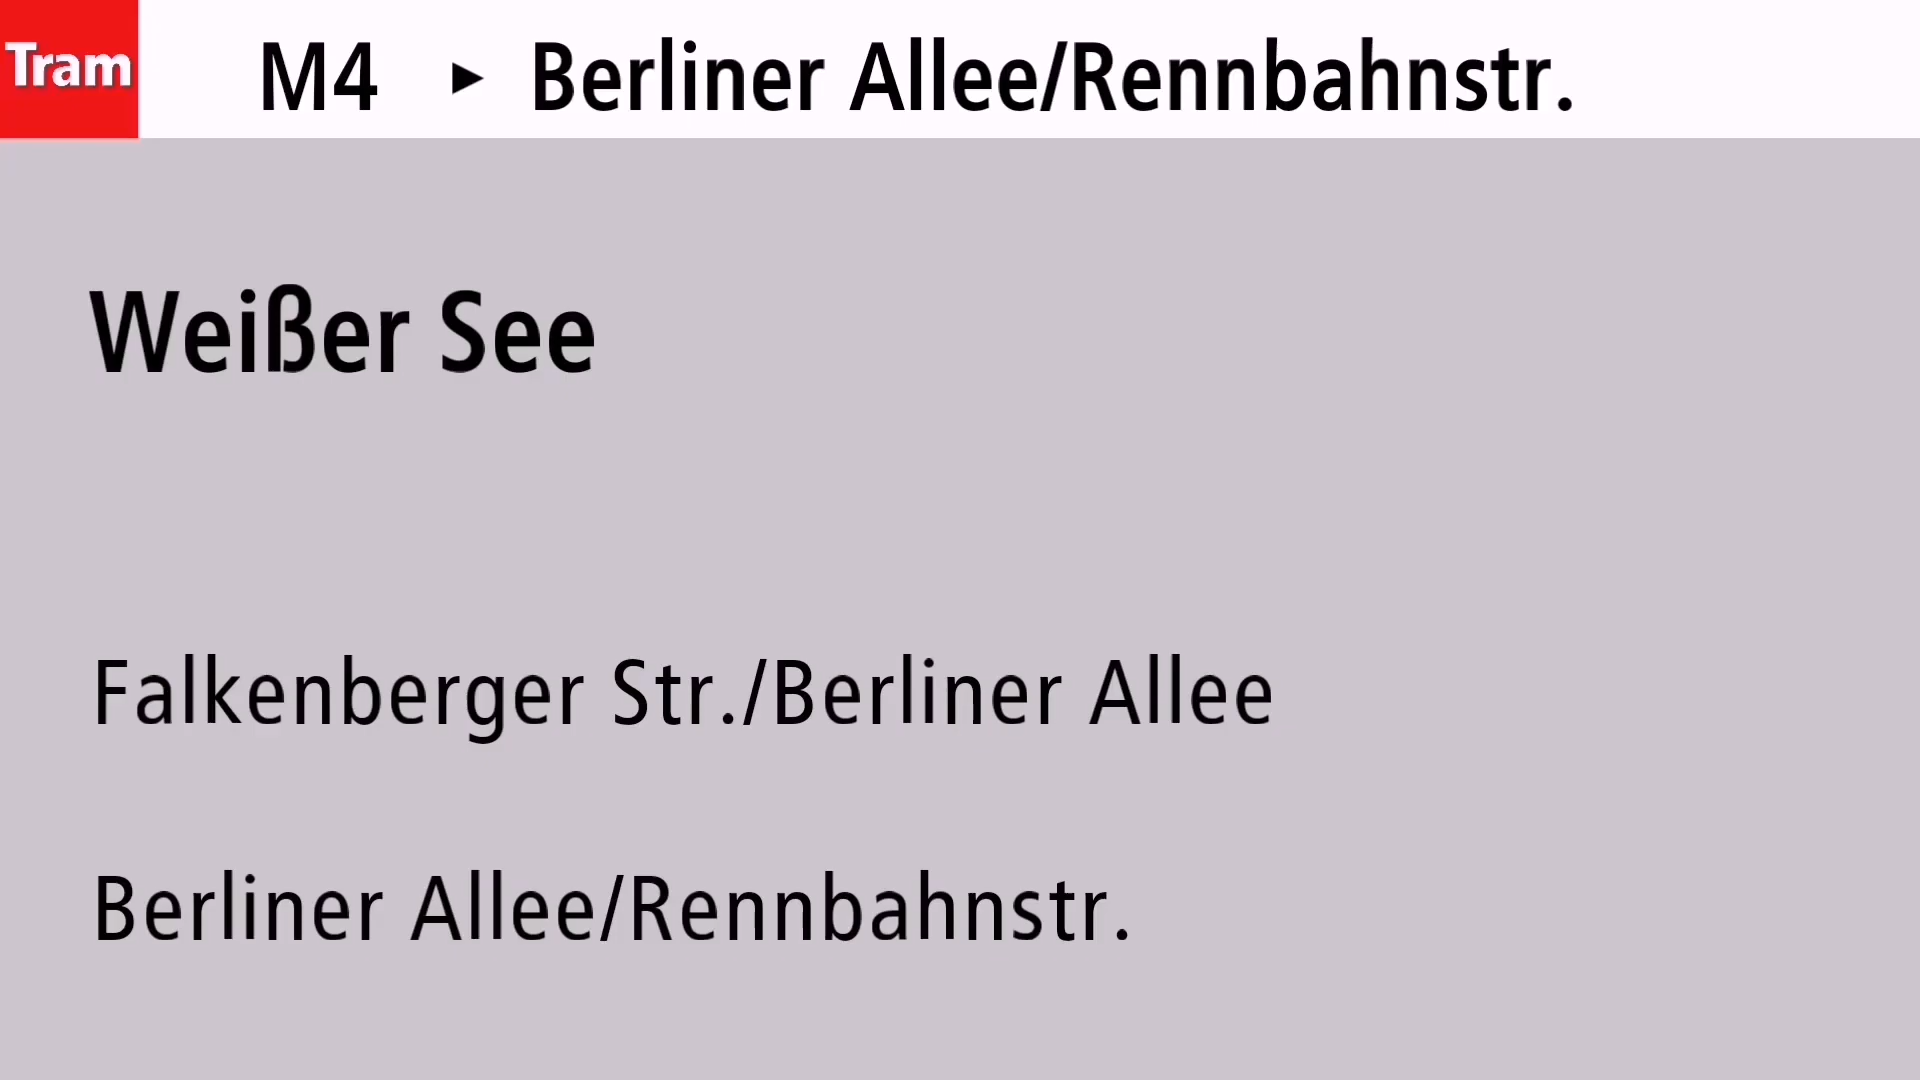 Tram M4 ▸ Berliner Allee/Rennbahnstr.
Weißer See
Falkenberger Str./Berliner Allee
Berliner Allee/Rennbahnstr.